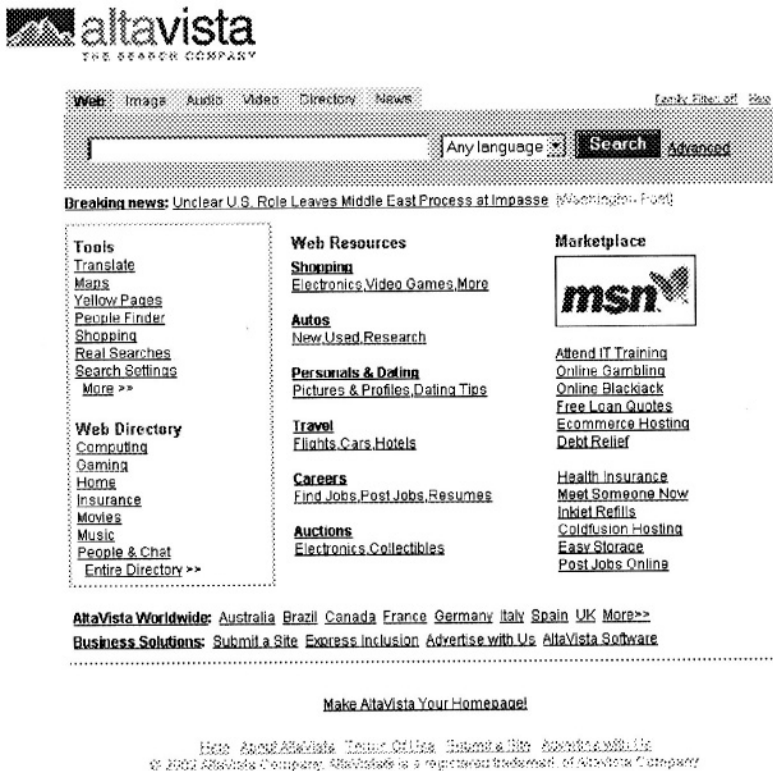 altavista
THE SEARCH COMPANY
Web Image Audio Video Directory News
Family Filter: off Help
Any language Search Advanced
Breaking news: Unclear U.S. Role Leaves Middle East Process at Impasse (Washington Post)
Tools
Translate
Maps
Yellow Pages
People Finder
Shopping
Real Searches
Search Settings
More >>
Web Directory
Computing
Gaming
Home
Insurance
Movies
Music
People & Chat
Entire Directory >>
Web Resources
Shopping
Electronics,Video Games,More
Autos
New,Used,Research
Personals & Dating
Pictures & Profiles,Dating Tips
Travel
Flights,Cars,Hotels
Careers
Find Jobs,Post Jobs,Resumes
Auctions
Electronics,Collectibles
Marketplace
msn
Attend IT Training
Online Gambling
Online Blackjack
Free Loan Quotes
Ecommerce Hosting
Debt Relief
Health Insurance
Meet Someone Now
Inkjet Refills
Coldfusion Hosting
Easy Storage
Post Jobs Online
AltaVista Worldwide: Australia Brazil Canada France Germany Italy Spain UK More>>
Business Solutions: Submit a Site Express Inclusion Advertise with Us AltaVista Software
Make AltaVista Your Homepage!
Help About AltaVista Terms Of Use Submit a Site Advertise with Us
© 2002 AltaVista Company. AltaVista® is a registered trademark of AltaVista Company